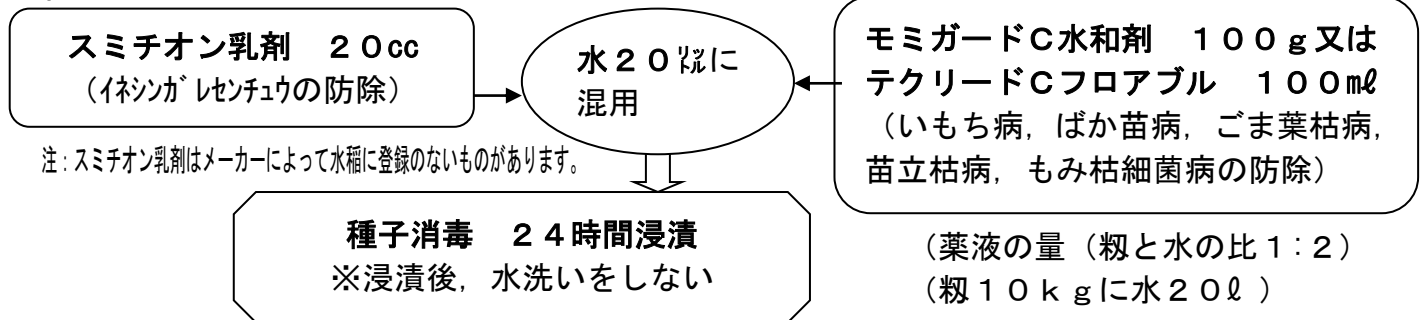 スミチオン乳剤　２０cc
（ｲﾈｼﾝｶﾞﾚｾﾝﾁｭｳの防除）
水２０㍑に
混用
モミガードＣ水和剤　１００ｇ又は
テクリードＣフロアブル　１００㎖
（いもち病，ばか苗病，ごま葉枯病，
苗立枯病，もみ枯細菌病の防除）
注：スミチオン乳剤はメーカーによって水稲に登録のないものがあります。
種子消毒　２４時間浸漬
※浸漬後，水洗いをしない
（薬液の量（籾と水の比１：２）
（籾１０ｋｇに水２０ℓ）